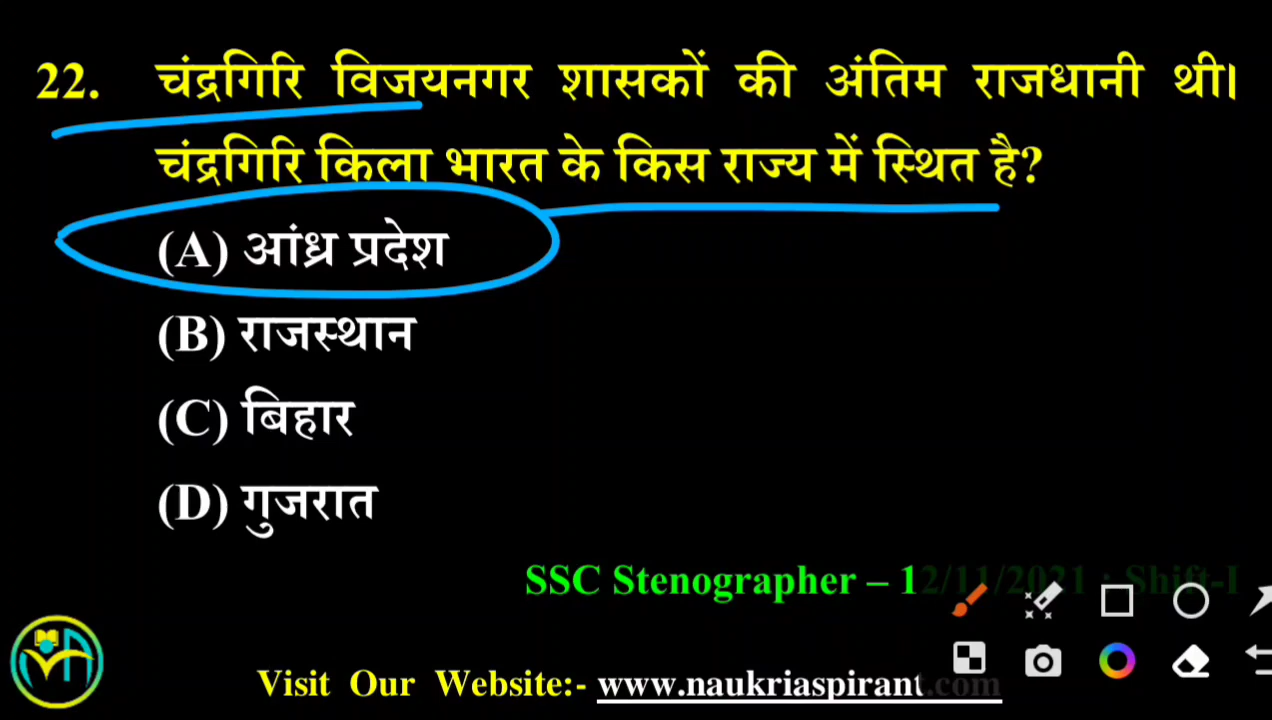 22. चंद्रगिरि विजयनगर शासकों की अंतिम राजधानी थी।
चंद्रगिरि किला भारत के किस राज्य में स्थित है?
(A) आंध्र प्रदेश
(B) राजस्थान
(C) बिहार
(D) गुजरात
SSC Stenographer – 12/11/2021 : Shift-I
Visit Our Website:- www.naukriaspirant.com